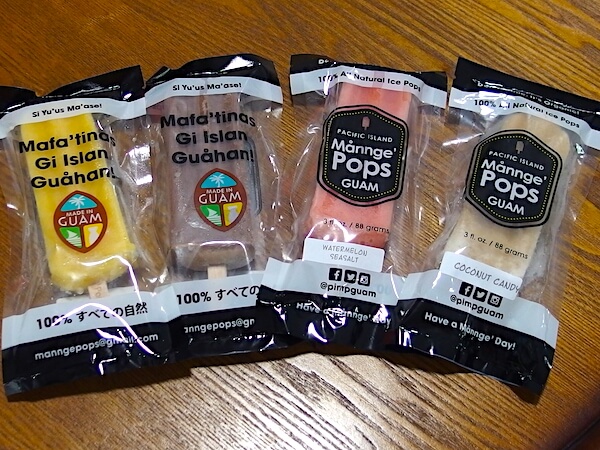 Si Yu'us Ma'ase!
Mafa'tinas
Gi Islan
Guåhan!
MADE IN
GUAM
100% すべての自然
manngepops@gmail.com
Si Yu'us Ma'ase!
Mafa'tinas
Gi Islan
Guåhan!
MADE IN
GUAM
100% すべての自然
anngepops@gm
100% All Natural Ice Pops
PACIFIC ISLAND
Månnge'
Pops
GUAM
3 fl. oz. / 88 grams
WATERMELON
SEASALT
@pimpguam
Have a Månnge' Day!
100% All Natural Ice Pops
PACIFIC ISLAND
Månnge'
Pops
GUAM
3 fl. oz. / 88 grams
COCONUT CANDY
@pimpguam
Have a Månnge' Day!